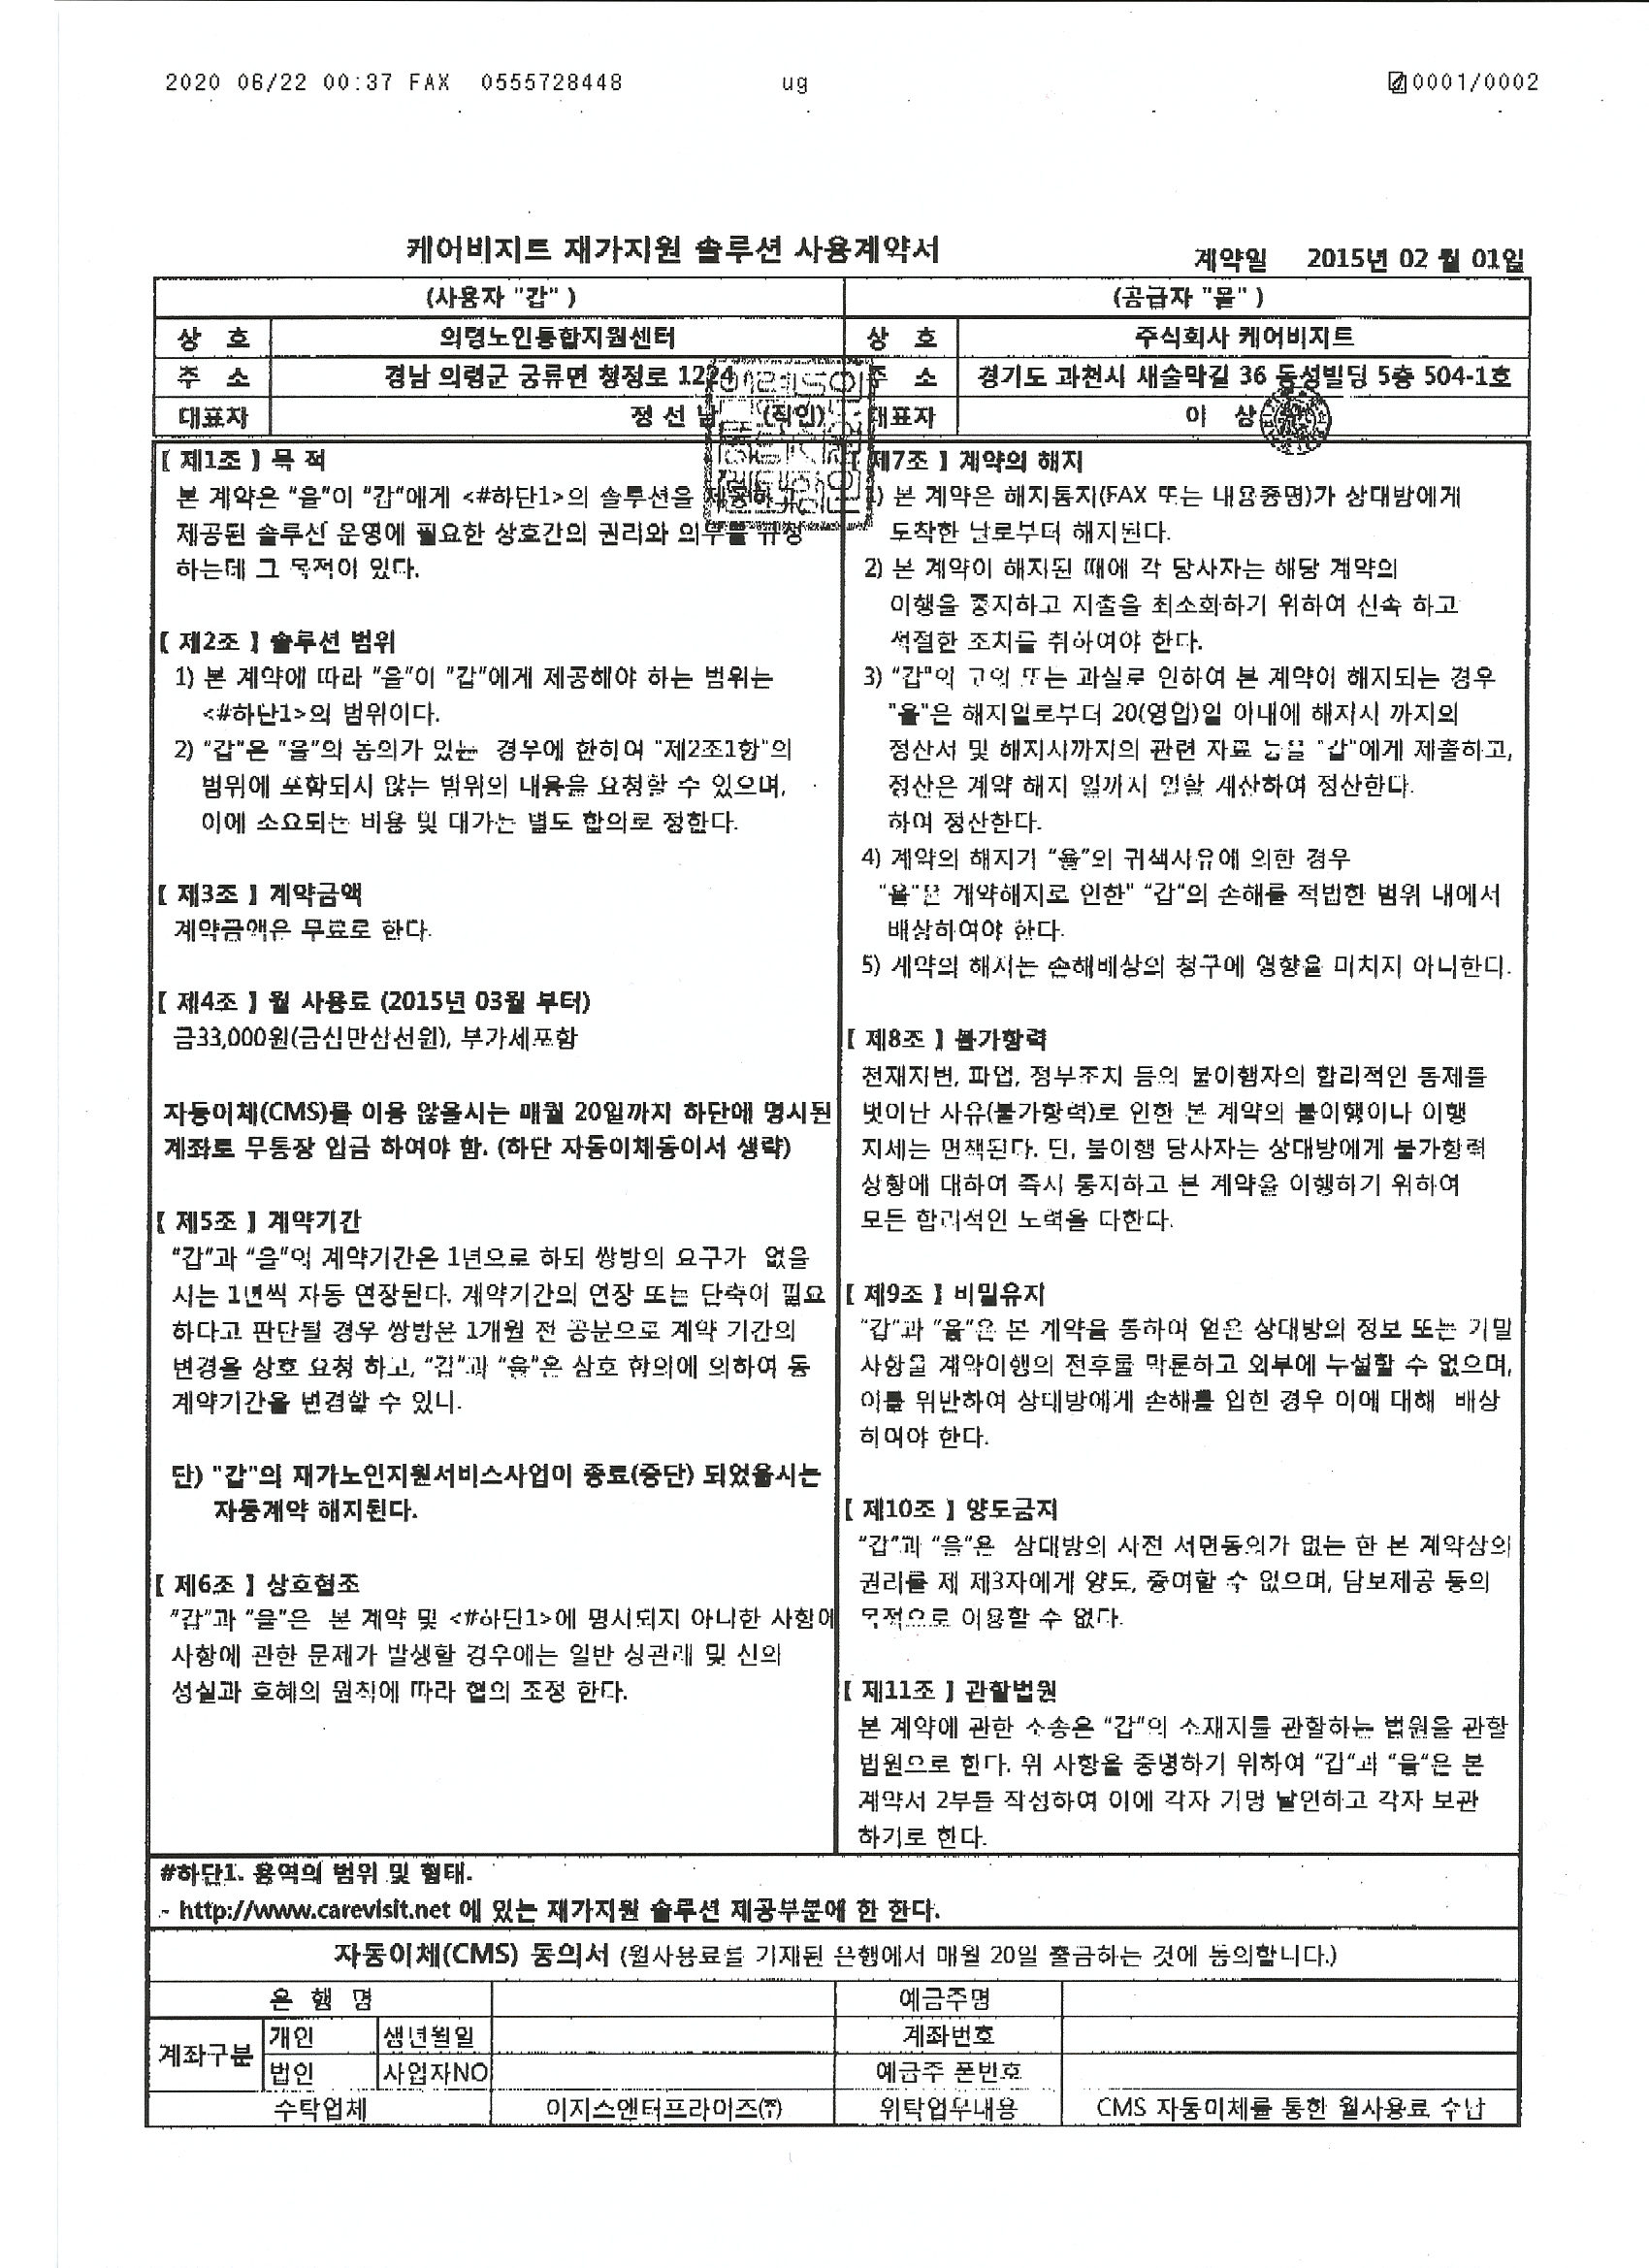 2020 06/22 00:37 FAX 0555728448 ug 0001/0002
케어비지트 재가지원 솔루션 사용계약서
계약일 2015년 02 월 01일
(사용자 "갑" )
(공급자 "을" )
상 호 의령노인통합지원센터
상 호 주식회사 케어비지트
주 소 경남 의령군 궁류면 청정로 1224
주 소 경기도 과천시 새술막길 36 동성빌딩 5층 504-1호
대표자 정 선 남 (직인)
대표자 이 상
【 제1조 】 목 적
본 계약은 "을"이 "갑"에게 <#하단1>의 솔루션을 제공하고,
제공된 솔루션 운영에 필요한 상호간의 권리와 의무를 규정
하는데 그 목적이 있다.
【 제2조 】 솔루션 범위
1) 본 계약에 따라 "을"이 "갑"에게 제공해야 하는 범위는
<#하단1>의 범위이다.
2) "갑"은 "을"의 동의가 있는 경우에 한하여 "제2조1항"의
범위에 포함되지 않는 범위의 내용을 요청할 수 있으며,
이에 소요되는 비용 및 대가는 별도 합의로 정한다.
【 제3조 】 계약금액
계약금액은 무료로 한다.
【 제4조 】 월 사용료 (2015년 03월 부터)
금33,000원(금삼만삼천원), 부가세포함
자동이체(CMS)를 이용 않을시는 매월 20일까지 하단에 명시된
계좌로 무통장 입금 하여야 함. (하단 자동이체동이서 생략)
【 제5조 】 계약기간
"갑"과 "을"의 계약기간은 1년으로 하되 쌍방의 요구가 없을
시는 1년씩 자동 연장된다. 계약기간의 연장 또는 단축이 필요
하다고 판단될 경우 쌍방은 1개월 전 공문으로 계약 기간의
변경을 상호 요청 하고, "갑"과 "을"은 상호 협의에 의하여 동
계약기간을 변경할 수 있니.
단) "갑"의 재가노인지원서비스사업이 종료(중단) 되었을시는
자동계약 해지된다.
【 제6조 】 상호협조
"갑"과 "을"은 본 계약 및 <#하단1>에 명시되지 아니한 사항에
사항에 관한 문제가 발생할 경우에는 일반 상관례 및 신의
성실과 호혜의 원칙에 따라 협의 조정 한다.
【 제7조 】 계약의 해지
1) 본 계약은 해지통지(FAX 또는 내용증명)가 상대방에게
도착한 날로부터 해지된다.
2) 본 계약이 해지된 때에 각 당사자는 해당 계약의
이행을 중지하고 지출을 최소화하기 위하여 신속 하고
적절한 조치를 취하여야 한다.
3) "갑"의 고의 또는 과실로 인하여 본 계약이 해지되는 경우
"을"은 해지일로부터 20(영업)일 이내에 해지시 까지의
정산서 및 해지시까지의 관련 자료 등을 "갑"에게 제출하고,
정산은 계약 해지 일까지 일할 계산하여 정산한다.
하여 정산한다.
4) 계약의 해지가 "을"의 귀책사유에 의한 경우
"을"은 계약해지로 인한" "갑"의 손해를 적법한 범위 내에서
배상하여야 한다.
5) 계약의 해지는 손해배상의 청구에 영향을 미치지 아니한다.
【 제8조 】 불가항력
천재지변, 파업, 정부조치 등의 불이행자의 합리적인 통제를
벗어난 사유(불가항력)로 인한 본 계약의 불이행이나 이행
지체는 면책된다. 단, 불이행 당사자는 상대방에게 불가항력
상황에 대하여 즉시 통지하고 본 계약을 이행하기 위하여
모든 합리적인 노력을 다한다.
【 제9조 】 비밀유지
"갑"과 "을"은 본 계약을 통하여 얻은 상대방의 정보 또는 기밀
사항을 계약이행의 전후를 막론하고 외부에 누설할 수 없으며,
이를 위반하여 상대방에게 손해를 입힌 경우 이에 대해 배상
하여야 한다.
【 제10조 】 양도금지
"갑"과 "을"은 상대방의 사전 서면동의가 없는 한 본 계약상의
권리를 제 제3자에게 양도, 증여할 수 없으며, 담보제공 등의
목적으로 이용할 수 없다.
【 제11조 】 관할법원
본 계약에 관한 소송은 "갑"의 소재지를 관할하는 법원을 관할
법원으로 한다. 위 사항을 증명하기 위하여 "갑"과 "을"은 본
계약서 2부를 작성하여 이에 각자 기명 날인하고 각자 보관
하기로 한다.
#하단1. 용역의 범위 및 형태.
- http://www.carevisit.net 에 있는 재가지원 솔루션 제공부분에 한 한다.
자동이체(CMS) 동의서 (월사용료를 기재된 은행에서 매월 20일 출금하는 것에 동의합니다.)
은 행 명 예금주명
계좌구분 개인 생년월일 계좌번호
법인 사업자NO 예금주 폰번호
수탁업체 이지스엔터프라이즈(주) 위탁업무내용 CMS 자동이체를 통한 월사용료 수납